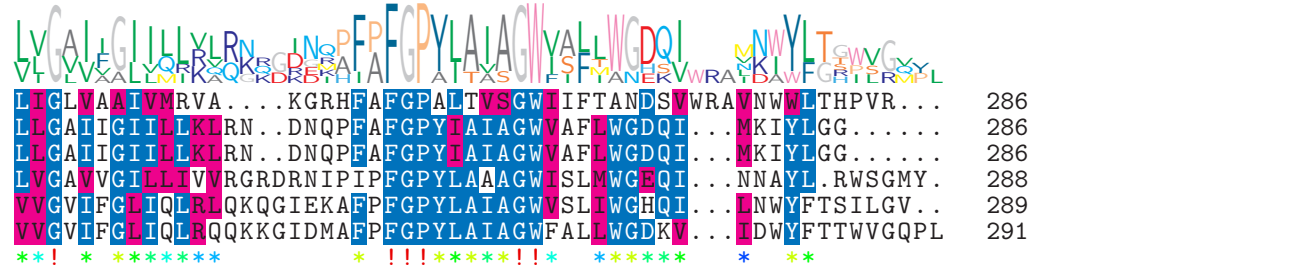 LIGLVAAIVMRVA....KGRHFAFGPALTVSGWIIFTANDSVWRAVNWWLTHPVR... 286
LLGAIIGIILLKLRN..DNQPFAFGPYIAIAGWVAFLWGDQI...MKIYLGG...... 286
LLGAIIGIILLKLRN..DNQPFAFGPYIAIAGWVAFLWGDQI...MKIYLGG...... 286
LVGAVVGILLIVVRGRDRNIPIPFGPYLAAAGWISLMWGEQI...NNAYL.RWSGMY. 288
VVGVIFGLIQLRLQKQGIEKAFPFGPYLAIAGWVSLIWGHQI...LNWYFTSILGV.. 289
VVGVIFGLIQLRQQKKGIDMAFPFGPYLAIAGWFALLWGDKV...IDWYFTTWVGQPL 291
**! * ******* * !!!*****!!* ****** * **